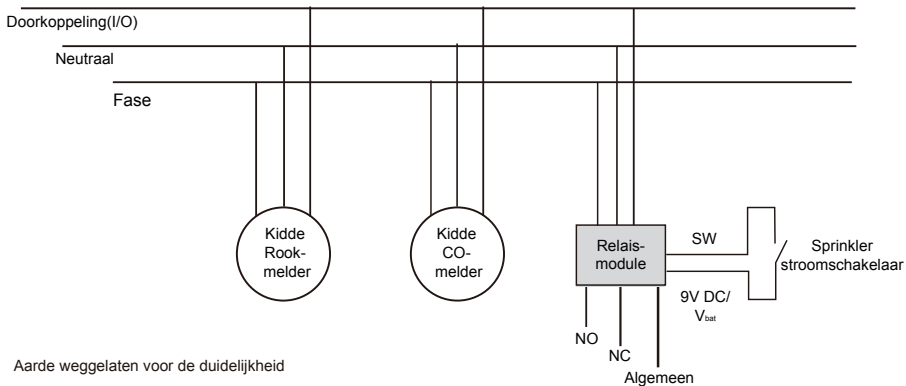 Doorkoppeling(I/O)
Neutraal
Fase
Kidde
Rook-
melder
Kidde
CO-
melder
Relais-
module
SW
Sprinkler
stroomschakelaar
9V DC/
Vbat
NO
NC
Algemeen
Aarde weggelaten voor de duidelijkheid